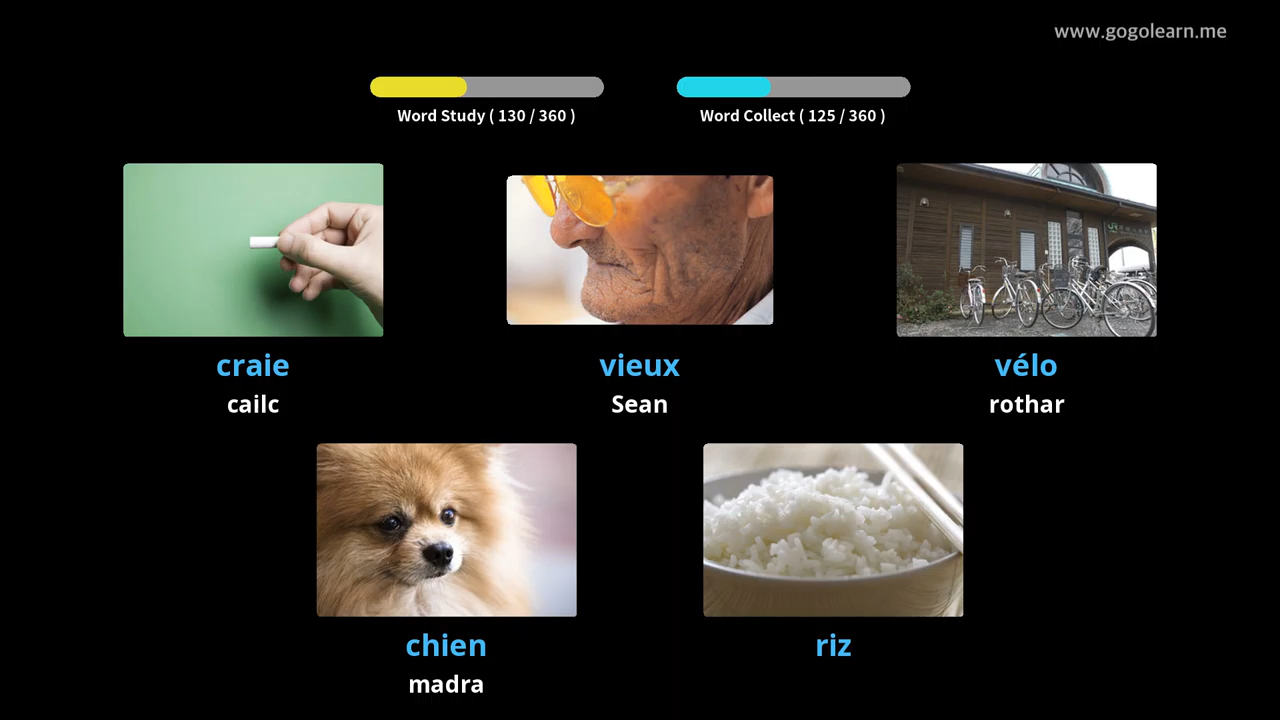 www.gogolearn.me
Word Study ( 130 / 360 )
Word Collect ( 125 / 360 )
craie
cailc
vieux
Sean
vélo
rothar
chien
madra
riz